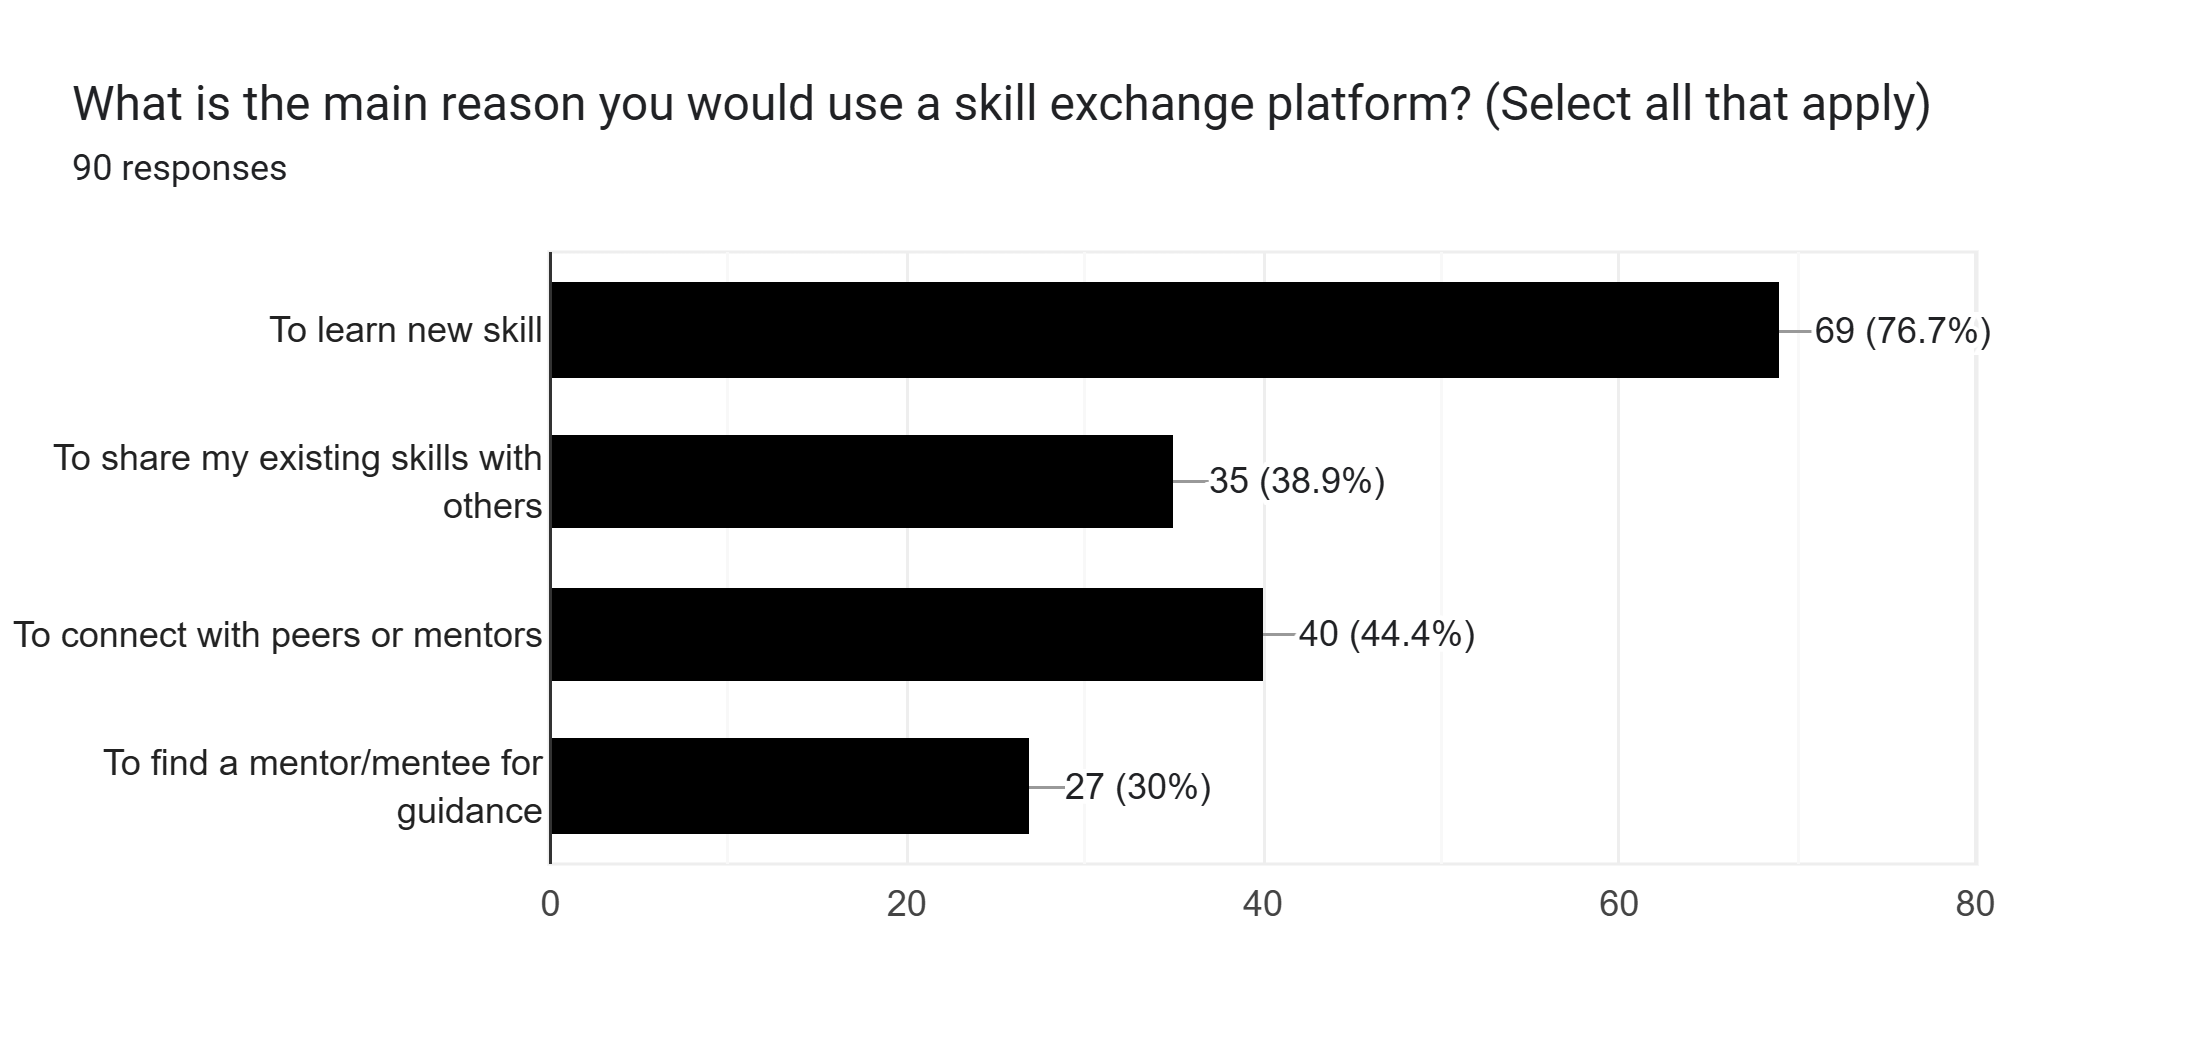 What is the main reason you would use a skill exchange platform? (Select all that apply)
90 responses
To learn new skill
69 (76.7%)
To share my existing skills with
others
35 (38.9%)
To connect with peers or mentors
40 (44.4%)
To find a mentor/mentee for
guidance
27 (30%)
0 20 40 60 80